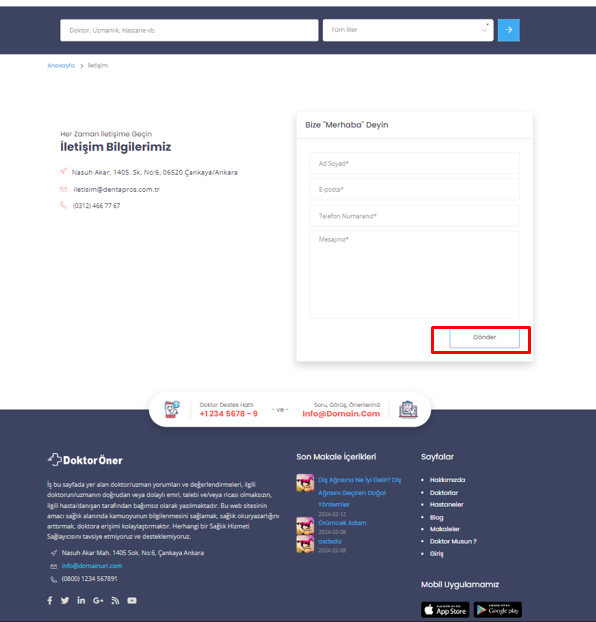 Doktor, Uzmanlık, Hastane vb.
Tüm İller
Anasayfa
İletişim
Her Zaman İletişime Geçin
İletişim Bilgilerimiz
Nasuh Akar, 1405. Sk. No:6, 06520 Çankaya/Ankara
iletisim@dentapros.com.tr
(0312) 466 77 67
Bize "Merhaba" Deyin
Ad Soyad*
E-posta*
Telefon Numaranız*
Mesajınız*
Gönder
Doktor Destek Hattı
+1 234 5678 - 9
- ve -
Soru, Görüş, Önerileriniz
Info@Domain.Com
Doktor Öner
İş bu sayfada yer alan doktor/uzman yorumları ve değerlendirmeleri, ilgili
doktorun/uzmanın doğrudan veya dolaylı emri, talebi ve/veya ricası olmaksızın,
ilgili hasta/danışan tarafından bağımsız olarak yazılmaktadır. Bu web sitesinin
amacı sağlık alanında kamuoyunun bilgilenmesini sağlamak, sağlık okuryazarlığını
arttırmak, doktora erişimi kolaylaştırmaktır. Herhangi bir Sağlık Hizmeti
Sağlayıcısını tavsiye etmiyoruz ve desteklemiyoruz.
Nasuh Akar Mah. 1405 Sok. No:6, Çankaya Ankara
info@domainurl.com
(0800) 1234 567891
Son Makale İçerikleri
Diş Ağrısına Ne İyi Gelir? Diş
Ağrısını Geçiren Doğal
Yöntemler
2024-02-12
Örümcek Adam
2024-02-08
asdsda
2024-02-08
Sayfalar
Hakkımızda
Doktorlar
Hastaneler
Blog
Makaleler
Doktor Musun ?
Giriş
Mobil Uygulamamız
App Store
Google play